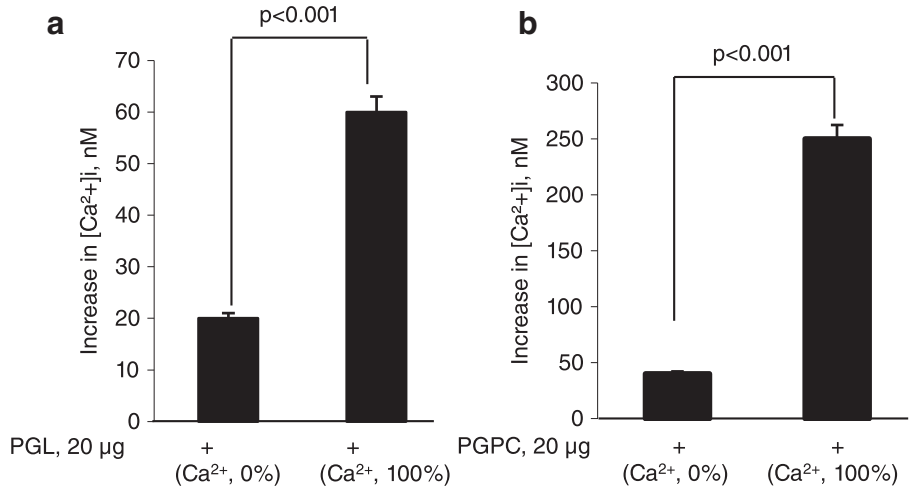 a
p<0.001
Increase in [Ca²+]i, nM
70
60
50
40
30
20
10
0
PGL, 20 µg + +
(Ca²⁺, 0%) (Ca²⁺, 100%)
b
p<0.001
Increase in [Ca²+]i, nM
300
250
200
150
100
50
0
PGPC, 20 µg + +
(Ca²⁺, 0%) (Ca²⁺, 100%)